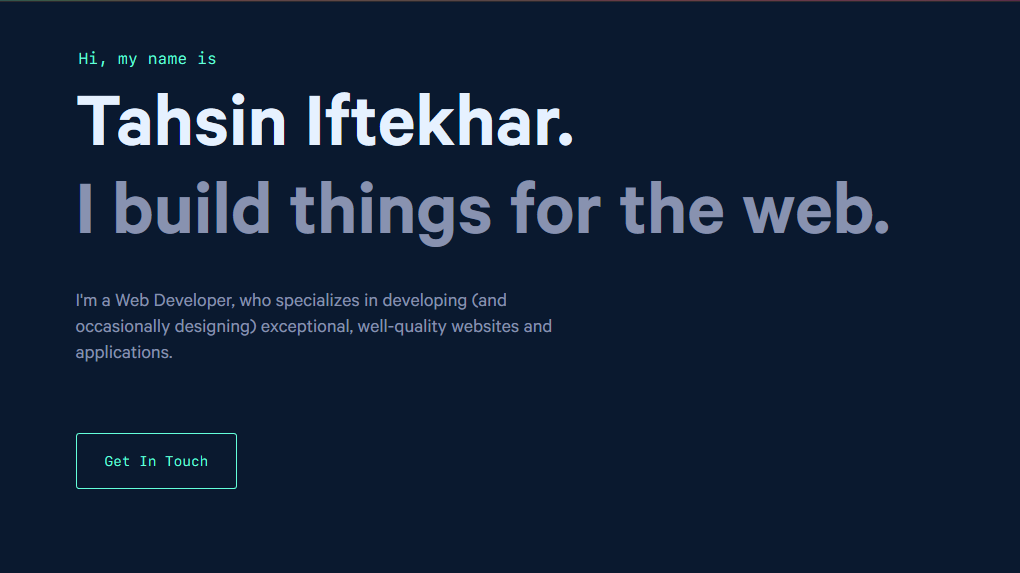 Hi, my name is
Tahsin Iftekhar.
I build things for the web.
I'm a Web Developer, who specializes in developing (and
occasionally designing) exceptional, well-quality websites and
applications.
Get In Touch